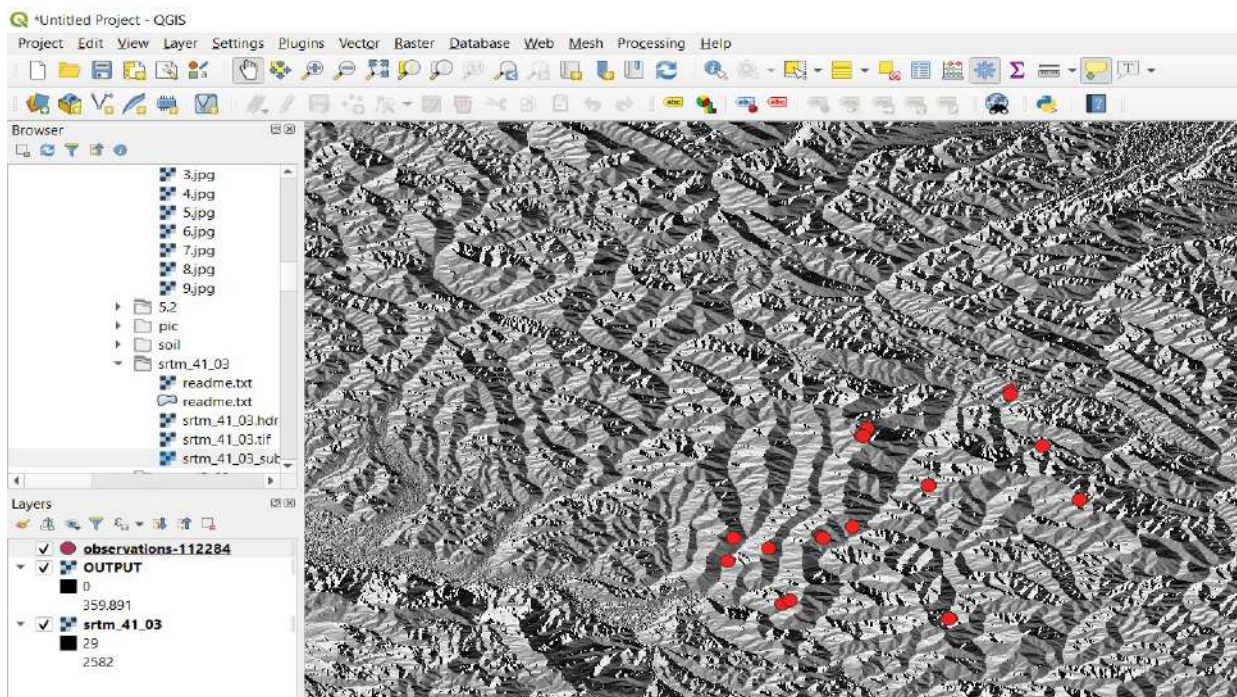 *Untitled Project - QGIS
Project Edit View Layer Settings Plugins Vector Raster Database Web Mesh Processing Help
Browser
3.jpg
4.jpg
5.jpg
6.jpg
7.jpg
8.jpg
9.jpg
5.2
pic
soil
srtm_41_03
readme.txt
readme.txt
srtm_41_03.hdr
srtm_41_03.tif
srtm_41_03_sub
Layers
observations-112284
OUTPUT
0
359.891
srtm_41_03
29
2582